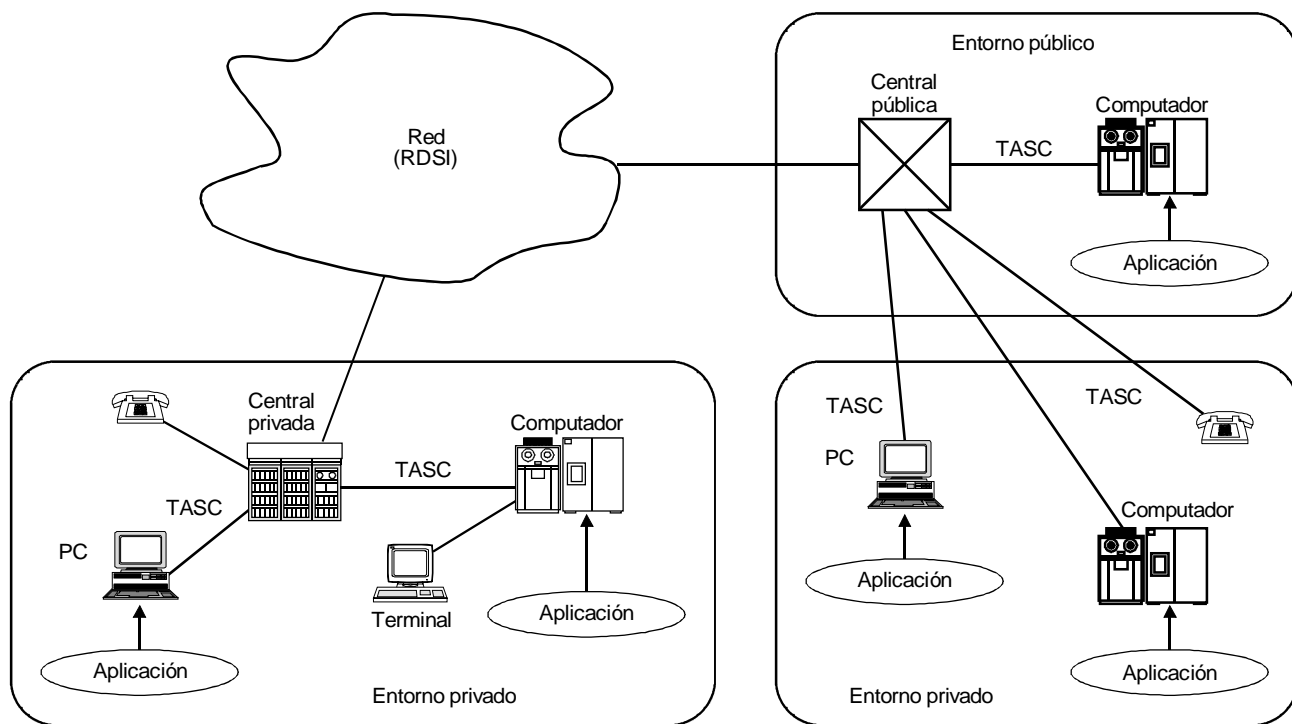 Entorno público
Central
pública
Computador
Red
(RDSI)
TASC
Aplicación
Central
privada
Computador
TASC
TASC
PC
Terminal
Aplicación
Aplicación
Entorno privado
TASC
TASC
PC
Computador
Aplicación
Aplicación
Entorno privado